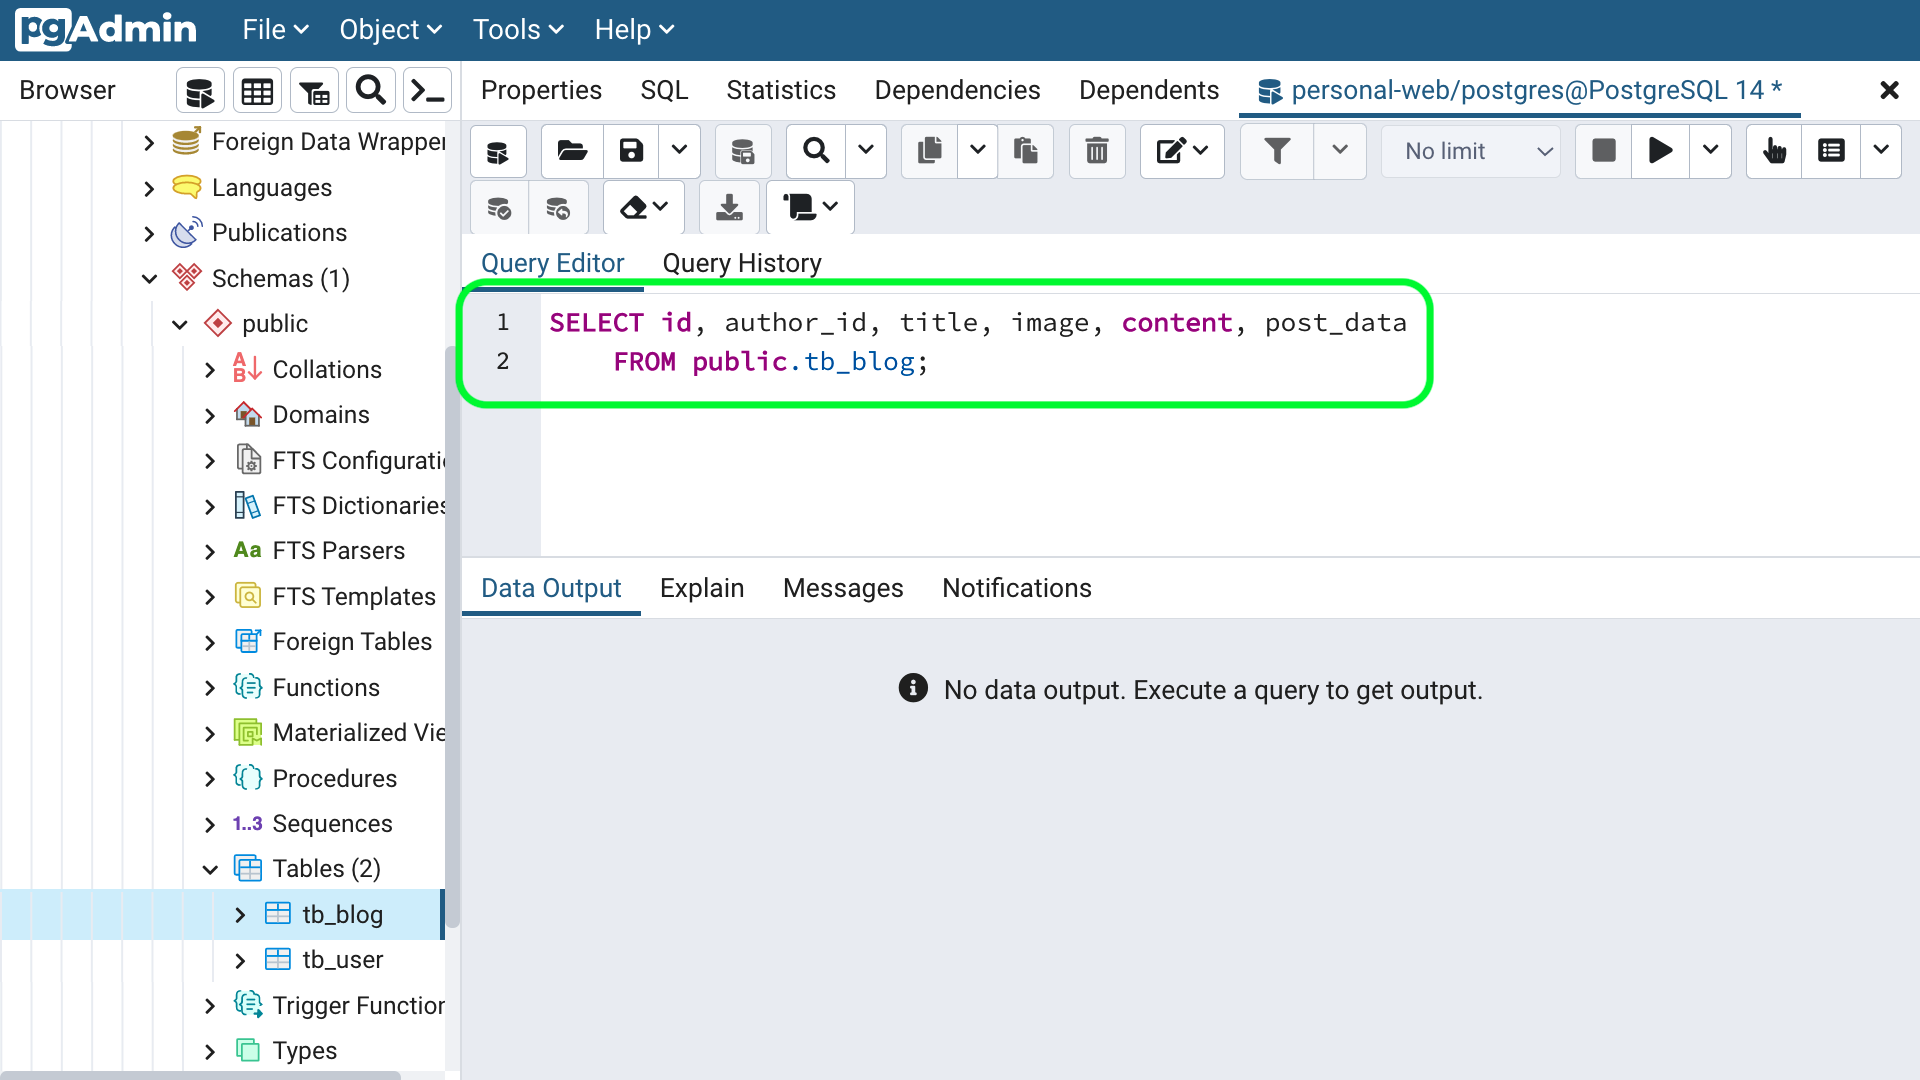 pgAdmin File Object Tools Help
Browser
Properties SQL Statistics Dependencies Dependents personal-web/postgres@PostgreSQL 14 *
No limit
Foreign Data Wrapper
Languages
Publications
Schemas (1)
public
Collations
Domains
FTS Configurati
FTS Dictionaries
Aa FTS Parsers
FTS Templates
Foreign Tables
Functions
Materialized Vie
Procedures
1..3 Sequences
Tables (2)
tb_blog
tb_user
Trigger Function
Types
Query Editor Query History
1 SELECT id, author_id, title, image, content, post_data
2 FROM public.tb_blog;
Data Output Explain Messages Notifications
No data output. Execute a query to get output.